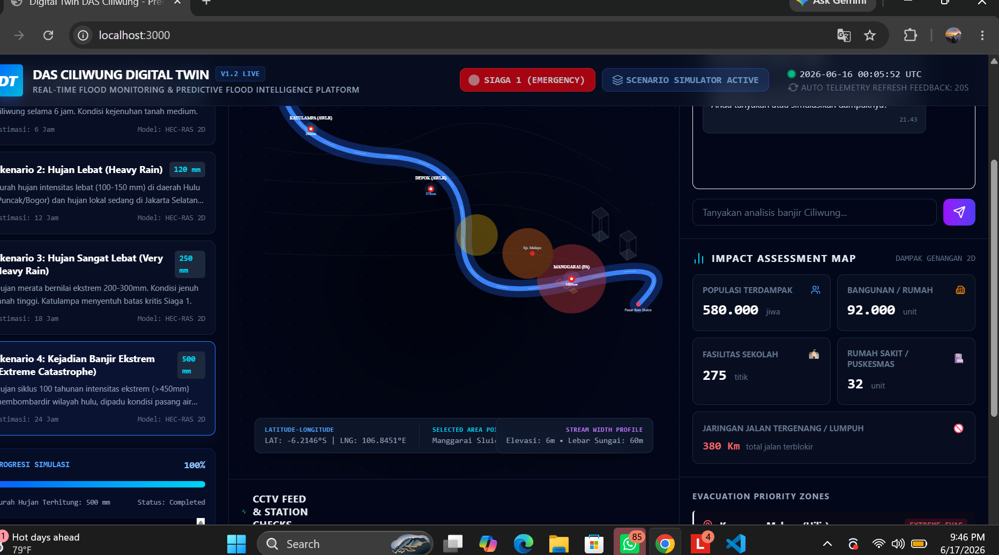 Digital Twin DAS Ciliwung - Pre
Ask Gemini
localhost:3000
DT
DAS CILIWUNG DIGITAL TWIN
V1.2 LIVE
REAL-TIME FLOOD MONITORING & PREDICTIVE FLOOD INTELLIGENCE PLATFORM
SIAGA 1 (EMERGENCY)
SCENARIO SIMULATOR ACTIVE
2026-06-16 00:05:52 UTC
AUTO TELEMETRY REFRESH FEEDBACK: 20S
iliwung selama 6 jam. Kondisi kejenuhan tanah medium.
stimasi: 6 Jam
Model: HEC-RAS 2D
kenario 2: Hujan Lebat (Heavy Rain)
120 mm
urah hujan intensitas lebat (100-150 mm) di daerah Hulu
Puncak/Bogor) dan hujan lokal sedang di Jakarta Selatan...
stimasi: 12 Jam
Model: HEC-RAS 2D
kenario 3: Hujan Sangat Lebat (Very
Heavy Rain)
250
mm
ujan merata bernilai ekstrem 200-300mm. Kondisi jenuh
anah tinggi. Katulampa menyentuh batas kritis Siaga 1.
stimasi: 18 Jam
Model: HEC-RAS 2D
kenario 4: Kejadian Banjir Ekstrem
Extreme Catastrophe)
500
mm
ujan siklus 100 tahunan intensitas ekstrem (>450mm)
nembombardir wilayah hulu, dipadu kondisi pasang air...
stimasi: 24 Jam
Model: HEC-RAS 2D
ROGRESI SIMULASI
100%
urah Hujan Terhitung: 500 mm
Status: Completed
KATULAMPA (AWLR)
DEPOK (AWLR)
379cm
Kp. Melayu
MANGGARAI (PA)
Pasar Ikan Sluice
LATITUDE-LONGITUDE
LAT: -6.2146°S | LNG: 106.8451°E
SELECTED AREA POI
Manggarai Sluic
STREAM WIDTH PROFILE
Elevasi: 6m • Lebar Sungai: 60m
CCTV FEED
& STATION
CHECKS
Anda tanyakan atau simulasikan dampaknya?
21.43
Tanyakan analisis banjir Ciliwung...
IMPACT ASSESSMENT MAP
DAMPAK GENANGAN 2D
POPULASI TERDAMPAK
580.000 jiwa
BANGUNAN / RUMAH
92.000 unit
FASILITAS SEKOLAH
275 titik
RUMAH SAKIT /
PUSKESMAS
32 unit
JARINGAN JALAN TERGENANG / LUMPUH
380 Km total jalan terblokir
EVACUATION PRIORITY ZONES
EXTREME EVAC
1
Hot days ahead
79°F
Search
85
L
4
9:46 PM
6/17/2026